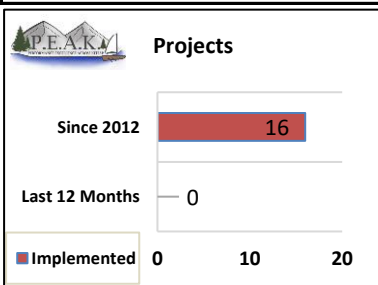 P.E.A.K.
Projects
Since 2012
16
Last 12 Months
0
Implemented
0 10 20